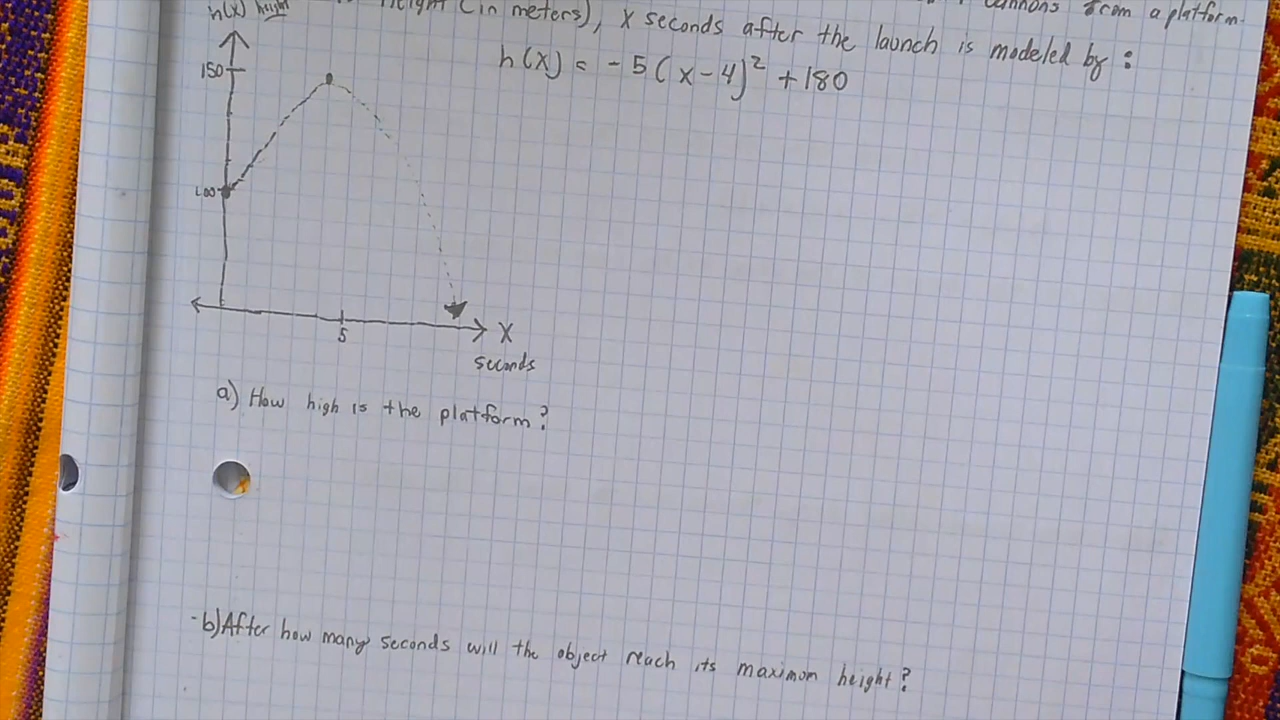 cannons from a platform.
h(x) height height (in meters), x seconds after the launch is modeled by:
h(x) = -5(x-4)² +180
150
100
5
X
seconds
a) How high is the platform?
-b) After how many seconds will the object reach its maximum height?